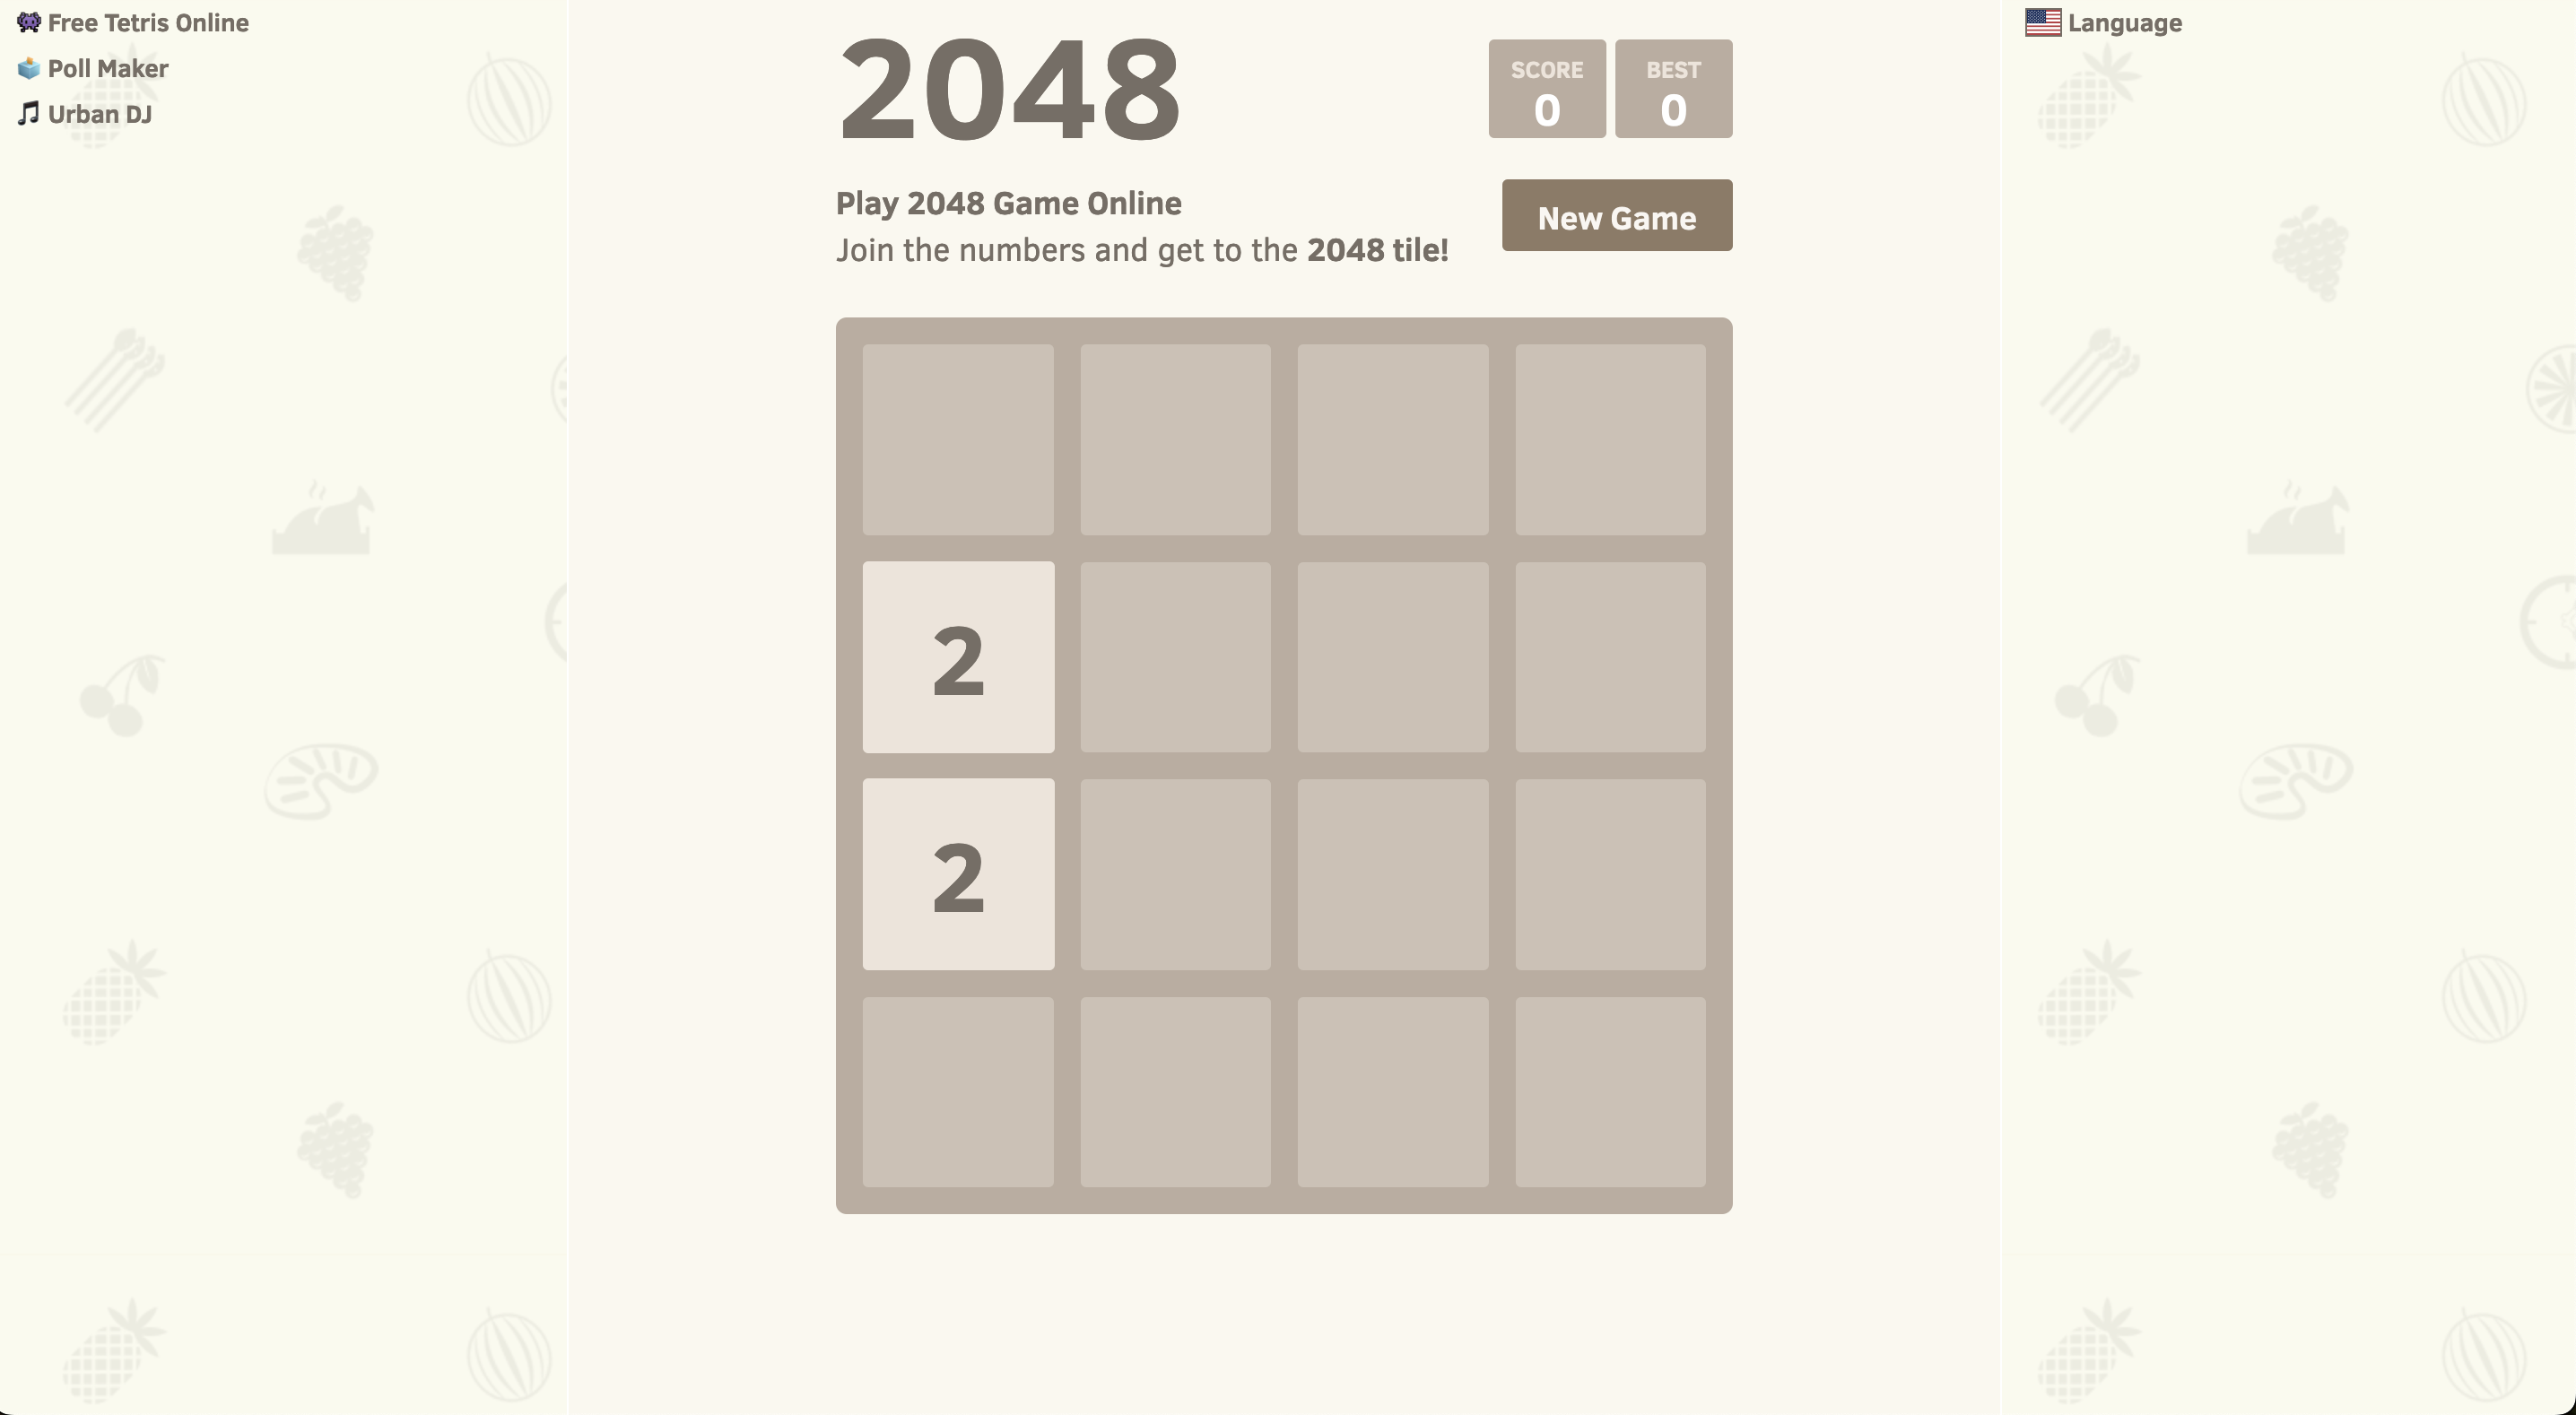 Free Tetris Online
Poll Maker
Urban DJ
Language
2048
SCORE
0
BEST
0
Play 2048 Game Online
Join the numbers and get to the 2048 tile!
New Game
2
2